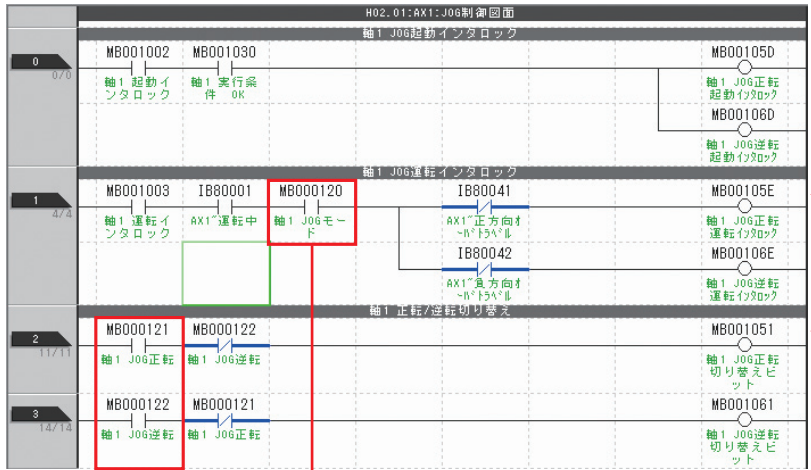 H02.01:AX1:JOG制御図面
軸1 JOG起動インタロック
0
0/0
MB001002
軸1 起動イ
ンタロック
MB001030
軸1 実行条
件 OK
MB00105D
軸1 JOG正転
起動インタロック
MB00106D
軸1 JOG逆転
起動インタロック
軸1 JOG運転インタロック
1
4/4
MB001003
軸1 運転イ
ンタロック
IB80001
AX1"運転中
MB000120
軸1 JOGモー
ド
IB80041
AX1"正方向オ
ーバトラベル
MB00105E
軸1 JOG正転
運転インタロック
IB80042
AX1"負方向オ
ーバトラベル
MB00106E
軸1 JOG逆転
運転インタロック
軸1 正転/逆転切り替え
2
11/11
MB000121
軸1 JOG正転
MB000122
軸1 JOG逆転
MB001051
軸1 JOG正転
切り替えビ
ット
3
14/14
MB000122
軸1 JOG逆転
MB000121
軸1 JOG正転
MB001061
軸1 JOG逆転
切り替えビ
ット